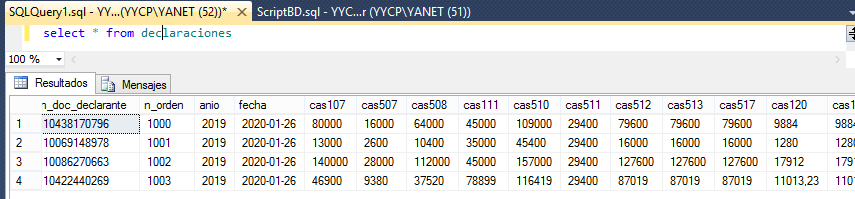 SQLQuery1.sql - YY...(YYCP\YANET (52))* X ScriptBD.sql - YYC...r (YYCP\YANET (51))
select * from declaraciones
100 %
Resultados Mensajes
n_doc_declarante n_orden anio fecha cas107 cas507 cas508 cas111 cas510 cas511 cas512 cas513 cas517 cas120
1 10438170796 1000 2019 2020-01-26 80000 16000 64000 45000 109000 29400 79600 79600 79600 9884 9884
2 10069148978 1001 2019 2020-01-26 13000 2600 10400 35000 45400 29400 16000 16000 16000 1280 1280
3 10086270663 1002 2019 2020-01-26 140000 28000 112000 45000 157000 29400 127600 127600 127600 17912
4 10422440269 1003 2019 2020-01-26 46900 9380 37520 78899 116419 29400 87019 87019 87019 11013,23